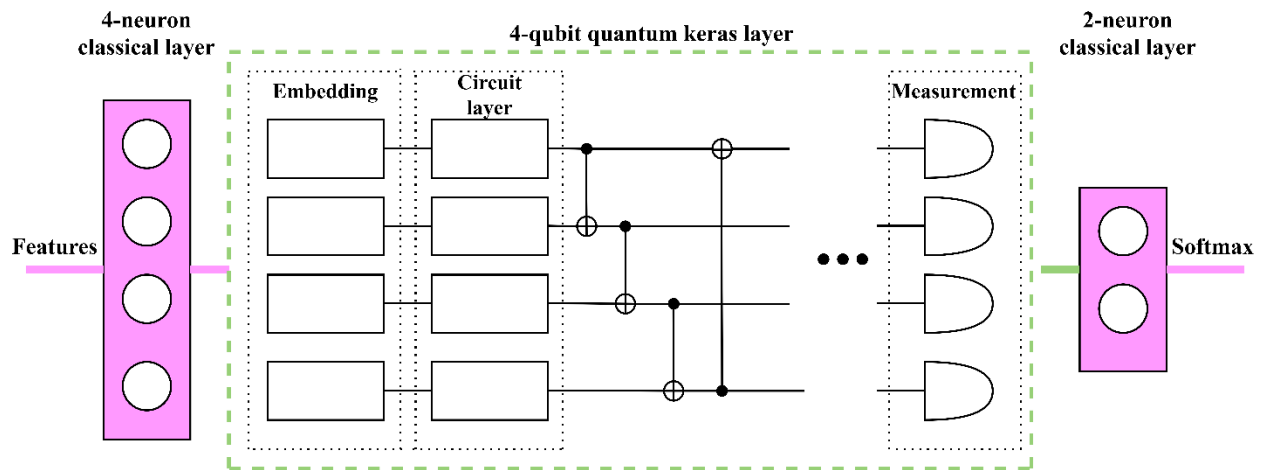 4-neuron
classical layer
4-qubit quantum keras layer
2-neuron
classical layer
Embedding
Circuit
layer
Measurement
Features
Softmax